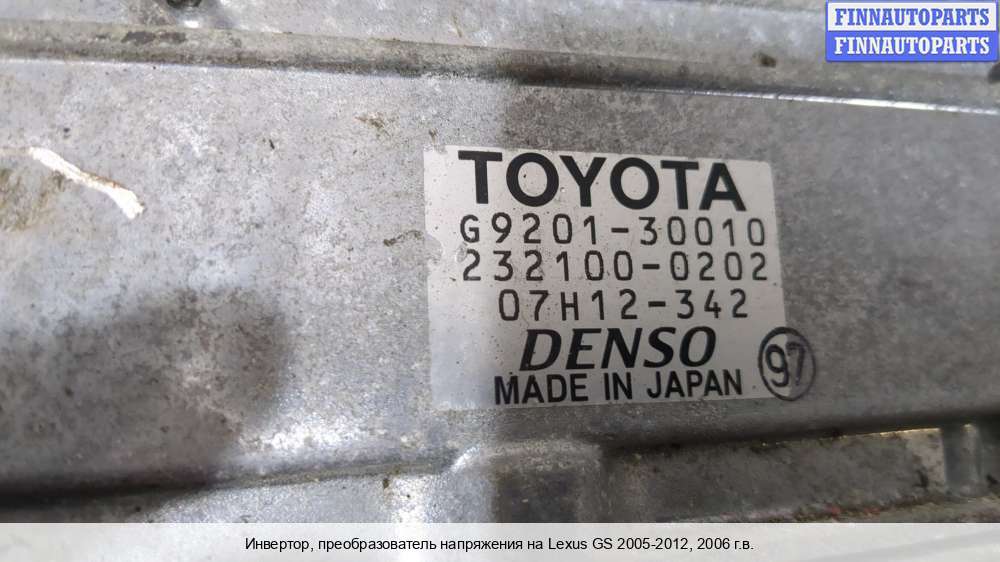 FINNAUTOPARTS
FINNAUTOPARTS
TOYOTA
G9201-30010
232100-0202
07H12-342
DENSO
MADE IN JAPAN 97
Инвертор, преобразователь напряжения на Lexus GS 2005-2012, 2006 г.в.